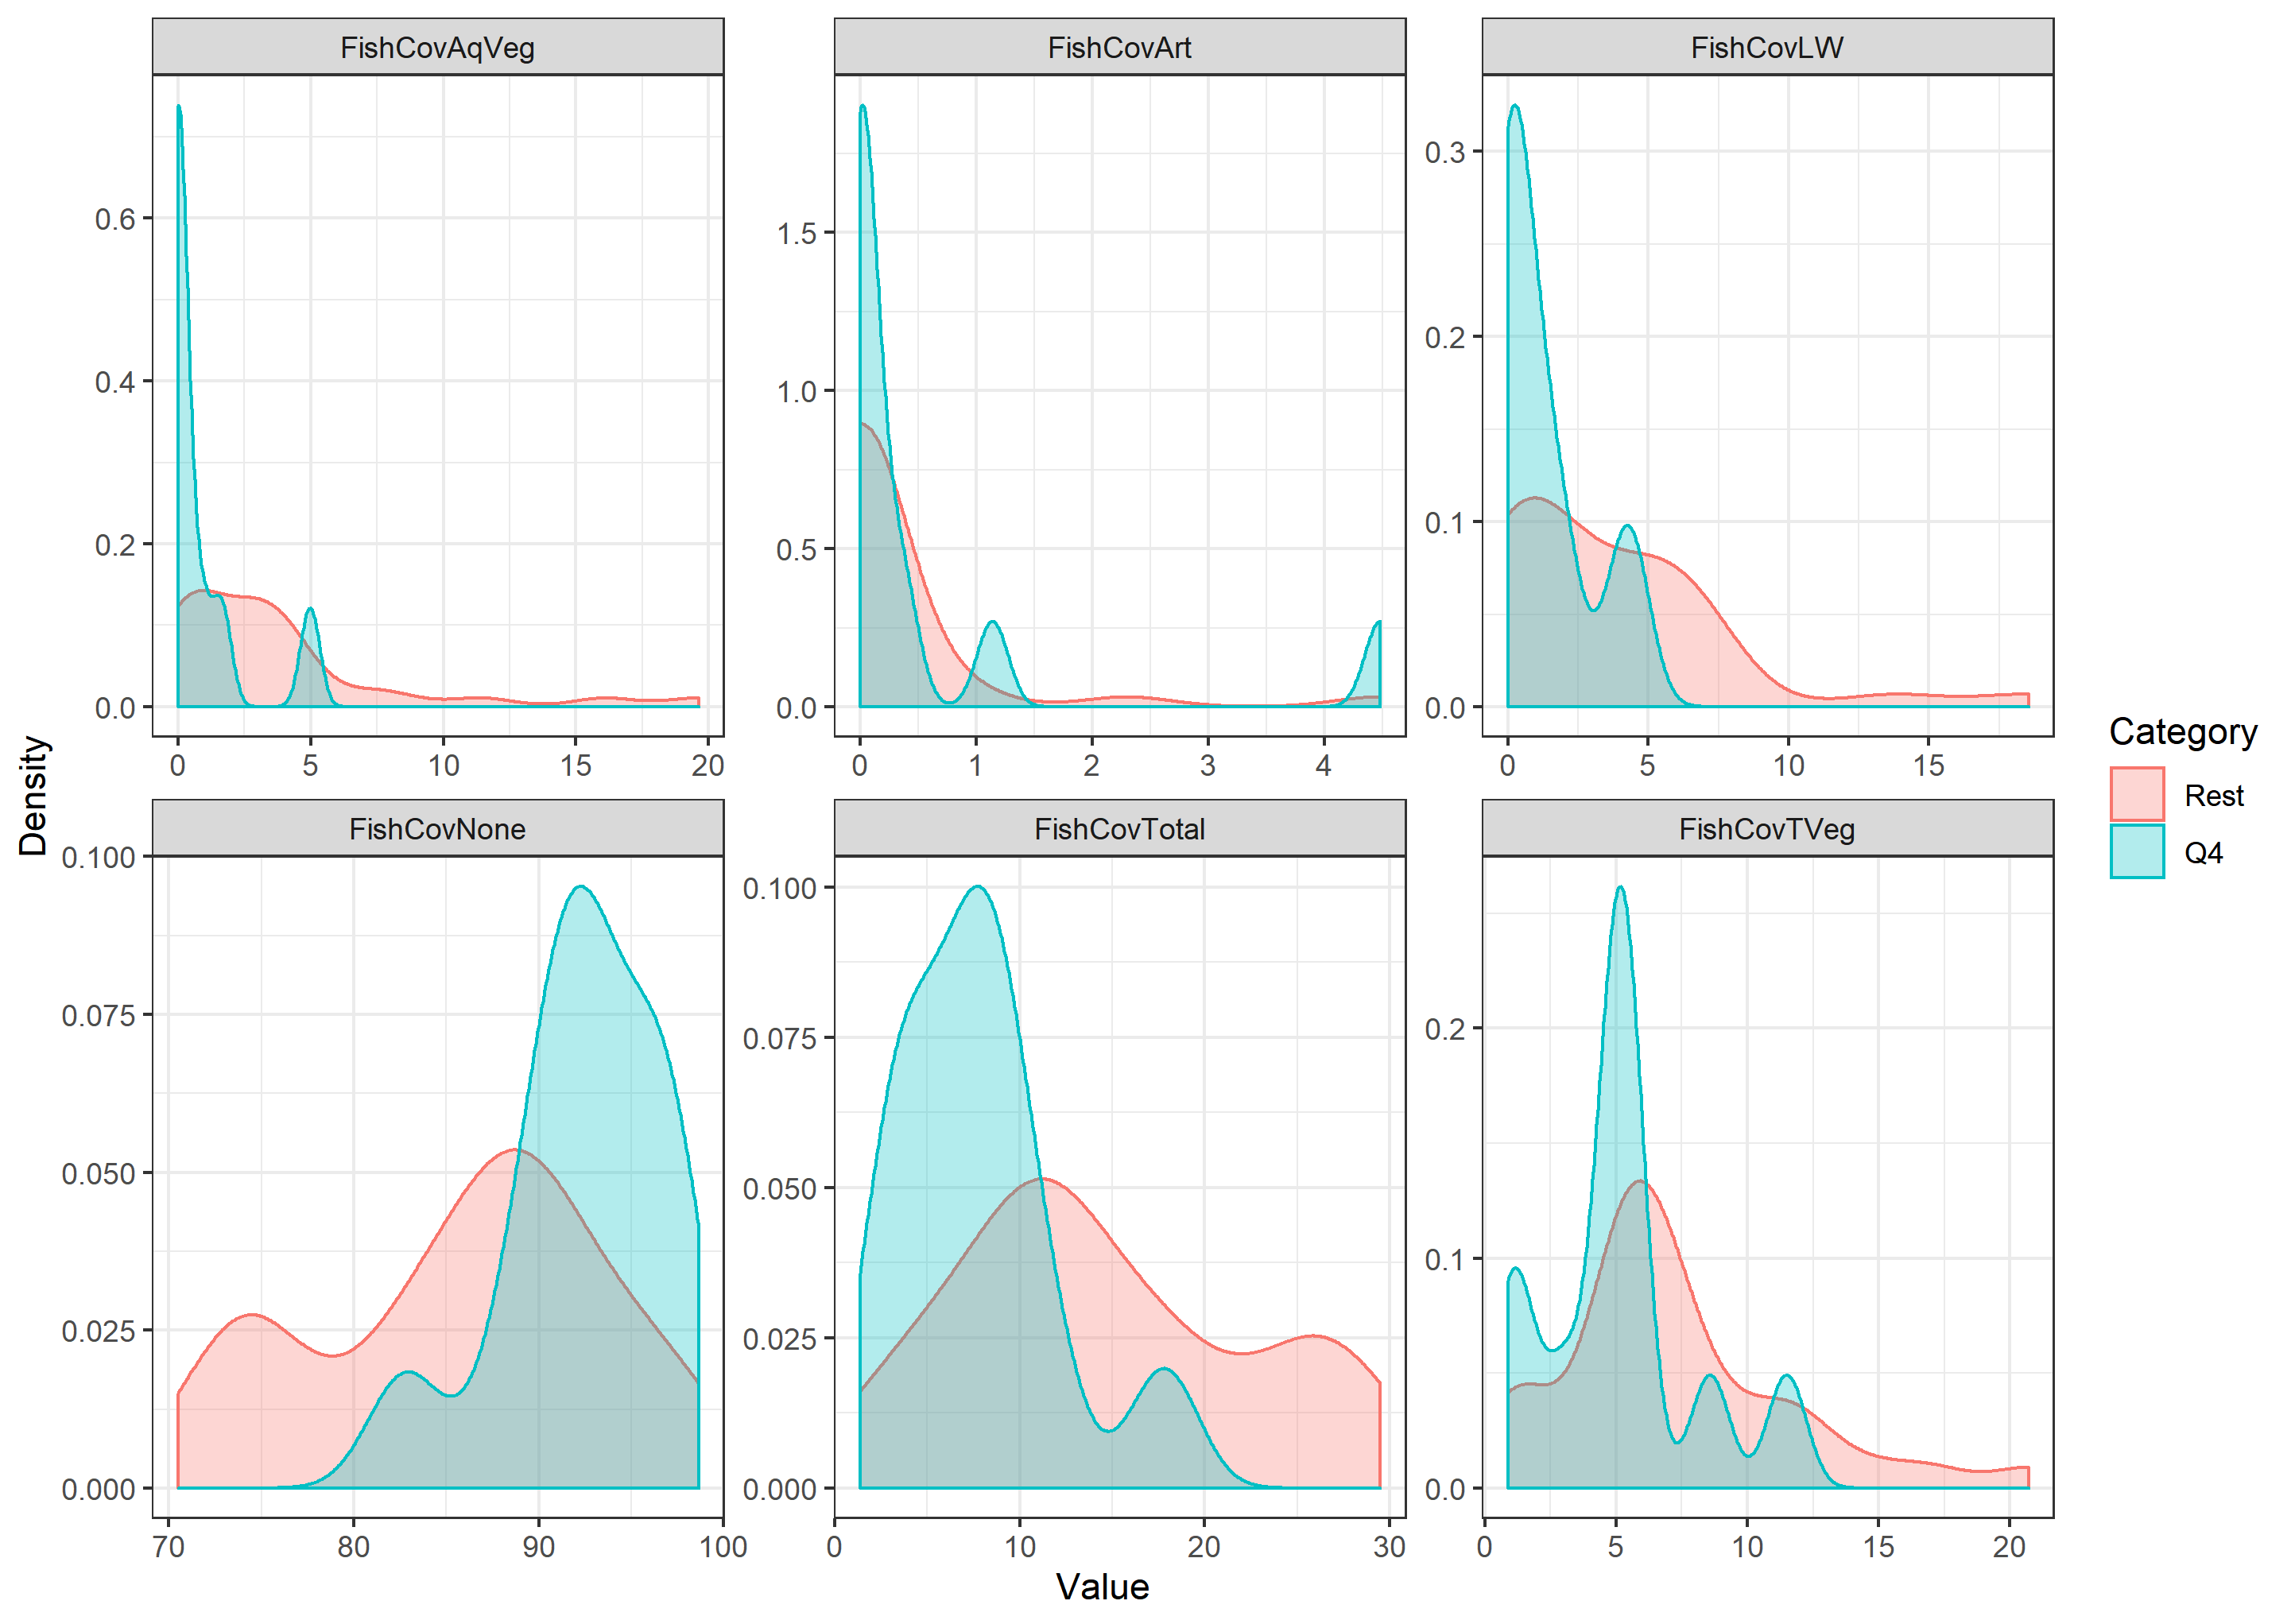 FishCovAqVeg FishCovArt FishCovLW
0.6
0.4
0.2
0.0
1.5
1.0
0.5
0.0
0.3
0.2
0.1
0.0
0 5 10 15 20
0 1 2 3 4
0 5 10 15
FishCovNone FishCovTotal FishCovTVeg
0.100
0.075
0.050
0.025
0.000
0.100
0.075
0.050
0.025
0.000
0.2
0.1
0.0
70 80 90 100
0 10 20 30
0 5 10 15 20
Density
Value
Category
Rest
Q4